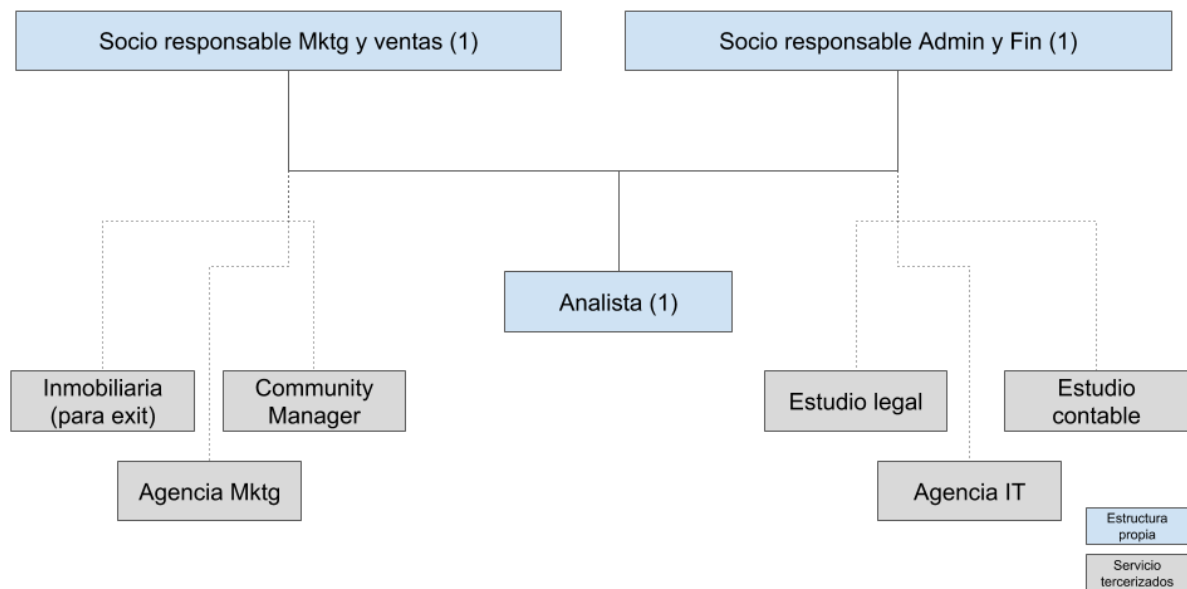 Socio responsable Mktg y ventas (1)
Socio responsable Admin y Fin (1)
Analista (1)
Inmobiliaria
(para exit)
Community
Manager
Agencia Mktg
Estudio legal
Estudio
contable
Agencia IT
Estructura
propia
Servicio
tercerizados